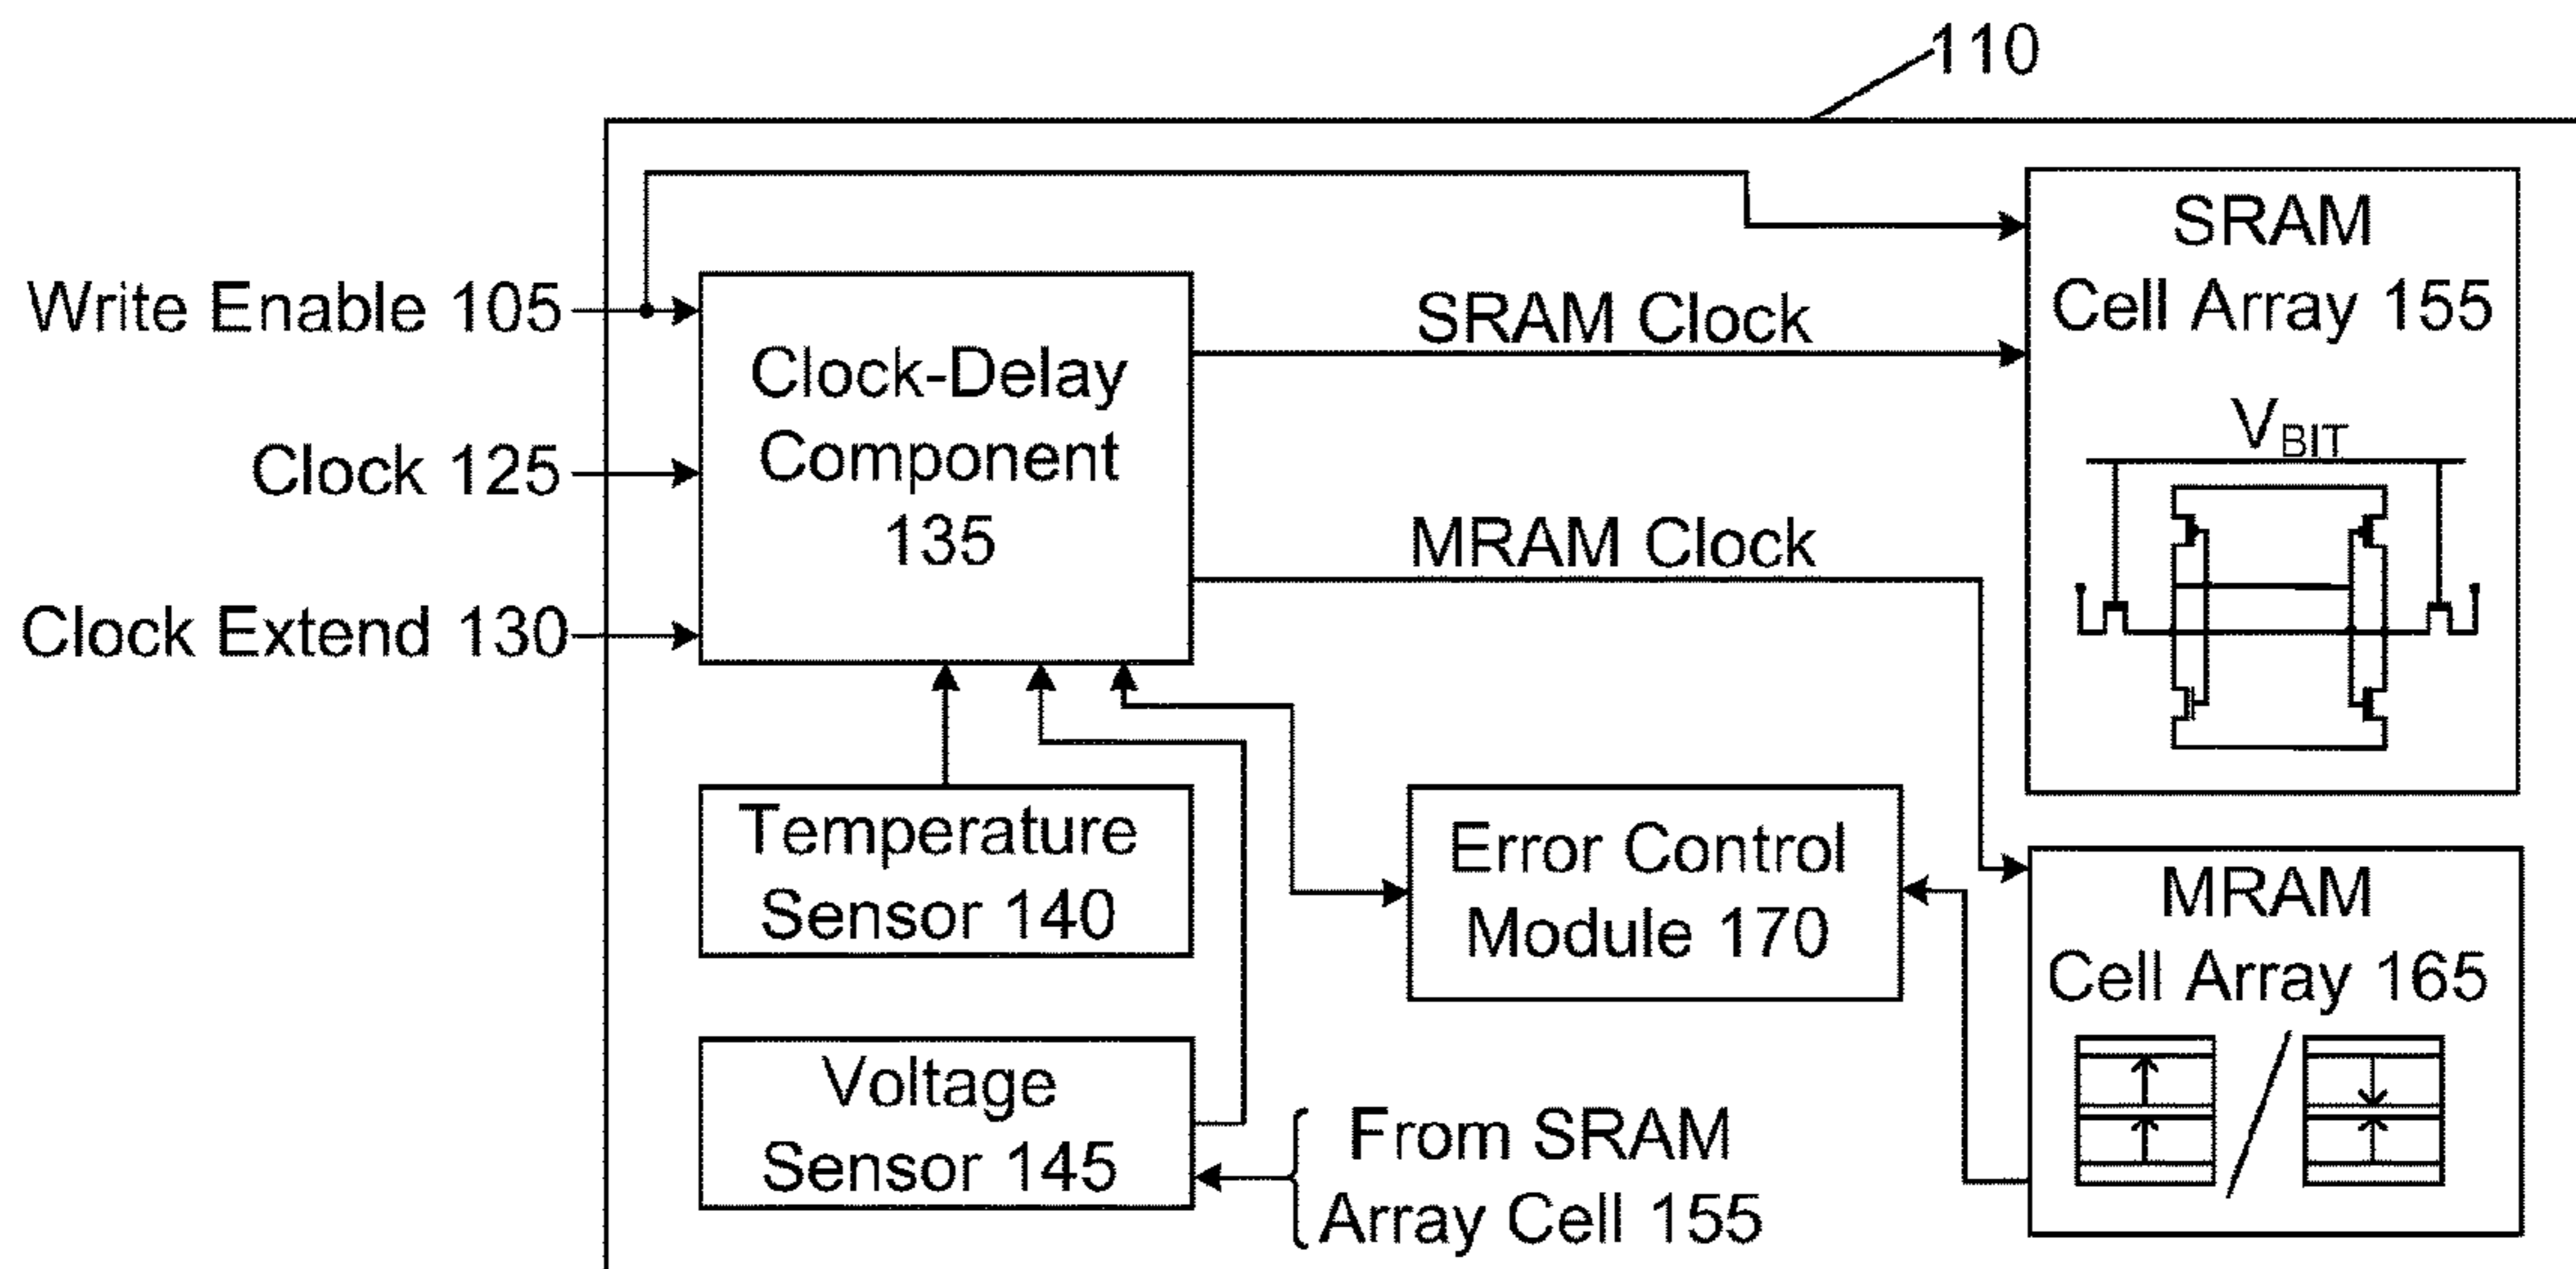 110
Write Enable 105
Clock 125
Clock Extend 130
Clock-Delay
Component
135
SRAM Clock
MRAM Clock
SRAM
Cell Array 155
VBIT
Temperature
Sensor 140
Error Control
Module 170
MRAM
Cell Array 165
Voltage
Sensor 145
From SRAM
Array Cell 155